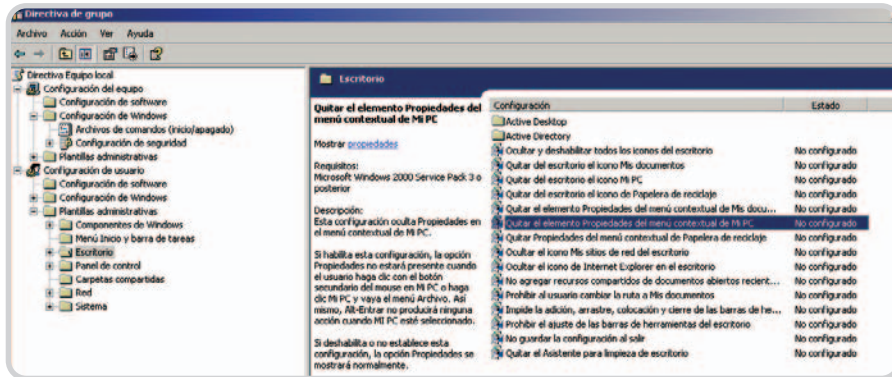 Directiva de grupo
Archivo Acción Ver Ayuda
Directiva Equipo local
Configuración del equipo
Configuración de software
Configuración de Windows
Archivos de comandos (inicio/apagado)
Configuración de seguridad
Plantillas administrativas
Configuración de usuario
Configuración de software
Configuración de Windows
Plantillas administrativas
Componentes de Windows
Menú Inicio y barra de tareas
Escritorio
Panel de control
Carpetas compartidas
Red
Sistema
Escritorio
Quitar el elemento Propiedades del
menú contextual de Mi PC
Mostrar propiedades
Requisitos:
Microsoft Windows 2000 Service Pack 3 o
posterior
Descripción:
Esta configuración oculta Propiedades en
el menú contextual de Mi PC.
Si habilita esta configuración, la opción
Propiedades no estará presente cuando
el usuario haga clic con el botón
secundario del mouse en Mi PC o haga
clic Mi PC y vaya el menú Archivo. Así
mismo, Alt-Entrar no producirá ninguna
acción cuando Mi PC esté seleccionado.
Si deshabilita o no establece esta
configuración, la opción Propiedades se
mostrará normalmente.
Configuración Estado
Active Desktop
Active Directory
Ocultar y deshabilitar todos los iconos del escritorio No configurado
Quitar del escritorio el icono Mis documentos No configurado
Quitar del escritorio el icono Mi PC No configurado
Quitar del escritorio el icono de Papelera de reciclaje No configurado
Quitar el elemento Propiedades del menú contextual de Mis docu... No configurado
Quitar el elemento Propiedades del menú contextual de Mi PC No configurado
Quitar Propiedades del menú contextual de Papelera de reciclaje No configurado
Ocultar el icono Mis sitios de red del escritorio No configurado
Ocultar el icono de Internet Explorer en el escritorio No configurado
No agregar recursos compartidos de documentos abiertos recient... No configurado
Prohibir al usuario cambiar la ruta a Mis documentos No configurado
Impide la adición, arrastre, colocación y cierre de las barras de he... No configurado
Prohibir el ajuste de las barras de herramientas del escritorio No configurado
No guardar la configuración al salir No configurado
Quitar el Asistente para limpieza de escritorio No configurado